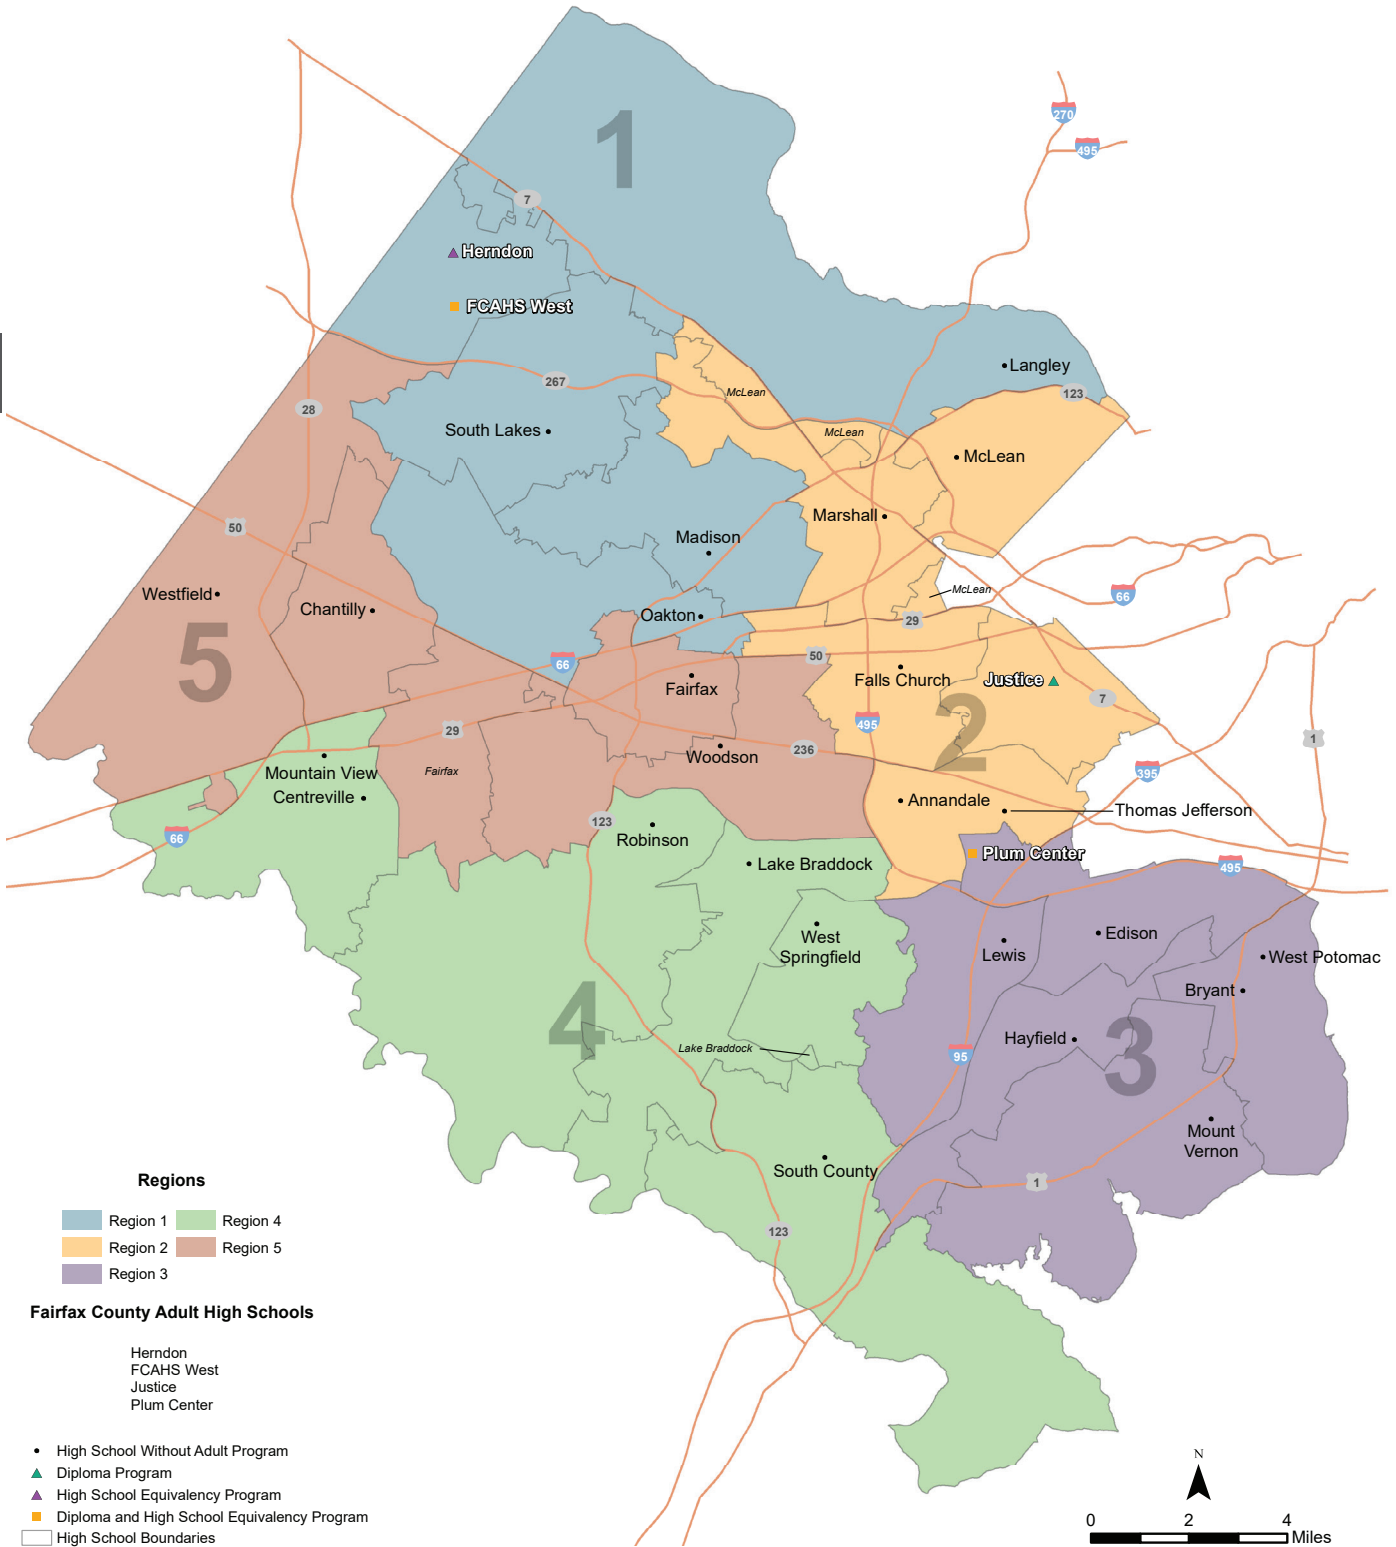 270
495
1
7
Herndon
FCAHS West
Langley
267
123
McLean
28
McLean
South Lakes
McLean
Marshall
50
Madison
Westfield
McLean
66
Chantilly
Oakton
29
5
50
66
Falls Church
Justice
Fairfax
7
2
495
29
1
236
Woodson
Mountain View
Fairfax
395
Centreville
Annandale
Thomas Jefferson
123
66
Robinson
Plum Center
Lake Braddock
495
West
Springfield
Edison
Lewis
West Potomac
Bryant
4
Hayfield
3
Lake Braddock
95
Mount
Vernon
South County
1
123
Regions
Region 1
Region 4
Region 2
Region 5
Region 3
Fairfax County Adult High Schools
Herndon
FCAHS West
Justice
Plum Center
High School Without Adult Program
Diploma Program
High School Equivalency Program
Diploma and High School Equivalency Program
High School Boundaries
N
0 2 4
Miles